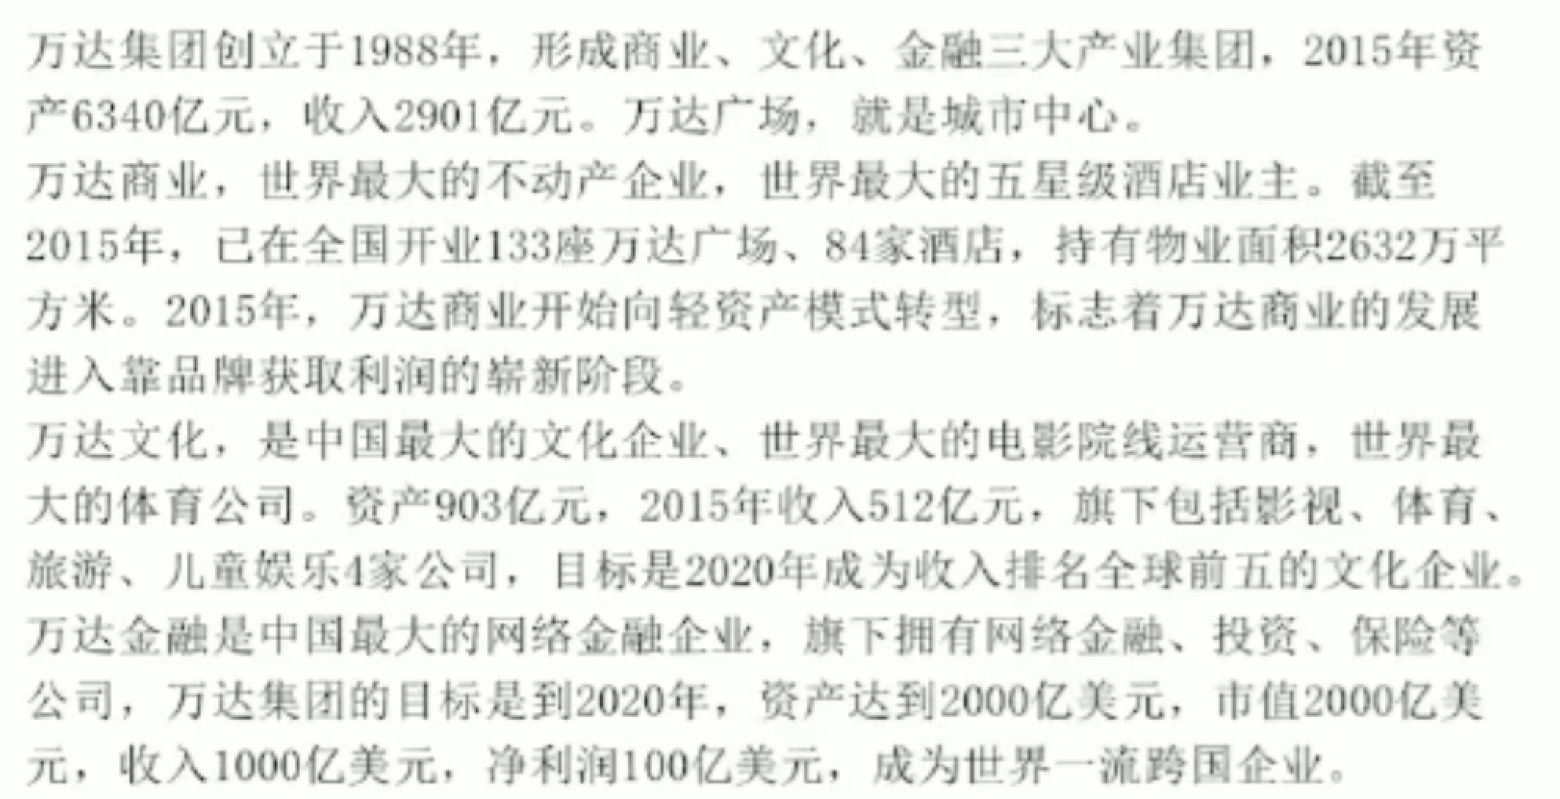 万达集团创立于1988年，形成商业、文化、金融三大产业集团，2015年资
产6340亿元，收入2901亿元。万达广场，就是城市中心。
万达商业，世界最大的不动产企业，世界最大的五星级酒店业主。截至
2015年，已在全国开业133座万达广场、84家酒店，持有物业面积2632万平
方米。2015年，万达商业开始向轻资产模式转型，标志着万达商业的发展
进入靠品牌获取利润的崭新阶段。
万达文化，是中国最大的文化企业、世界最大的电影院线运营商，世界最
大的体育公司。资产903亿元，2015年收入512亿元，旗下包括影视、体育、
旅游、儿童娱乐4家公司，目标是2020年成为收入排名全球前五的文化企业。
万达金融是中国最大的网络金融企业，旗下拥有网络金融、投资、保险等
公司，万达集团的目标是到2020年，资产达到2000亿美元，市值2000亿美
元，收入1000亿美元，净利润100亿美元，成为世界一流跨国企业。